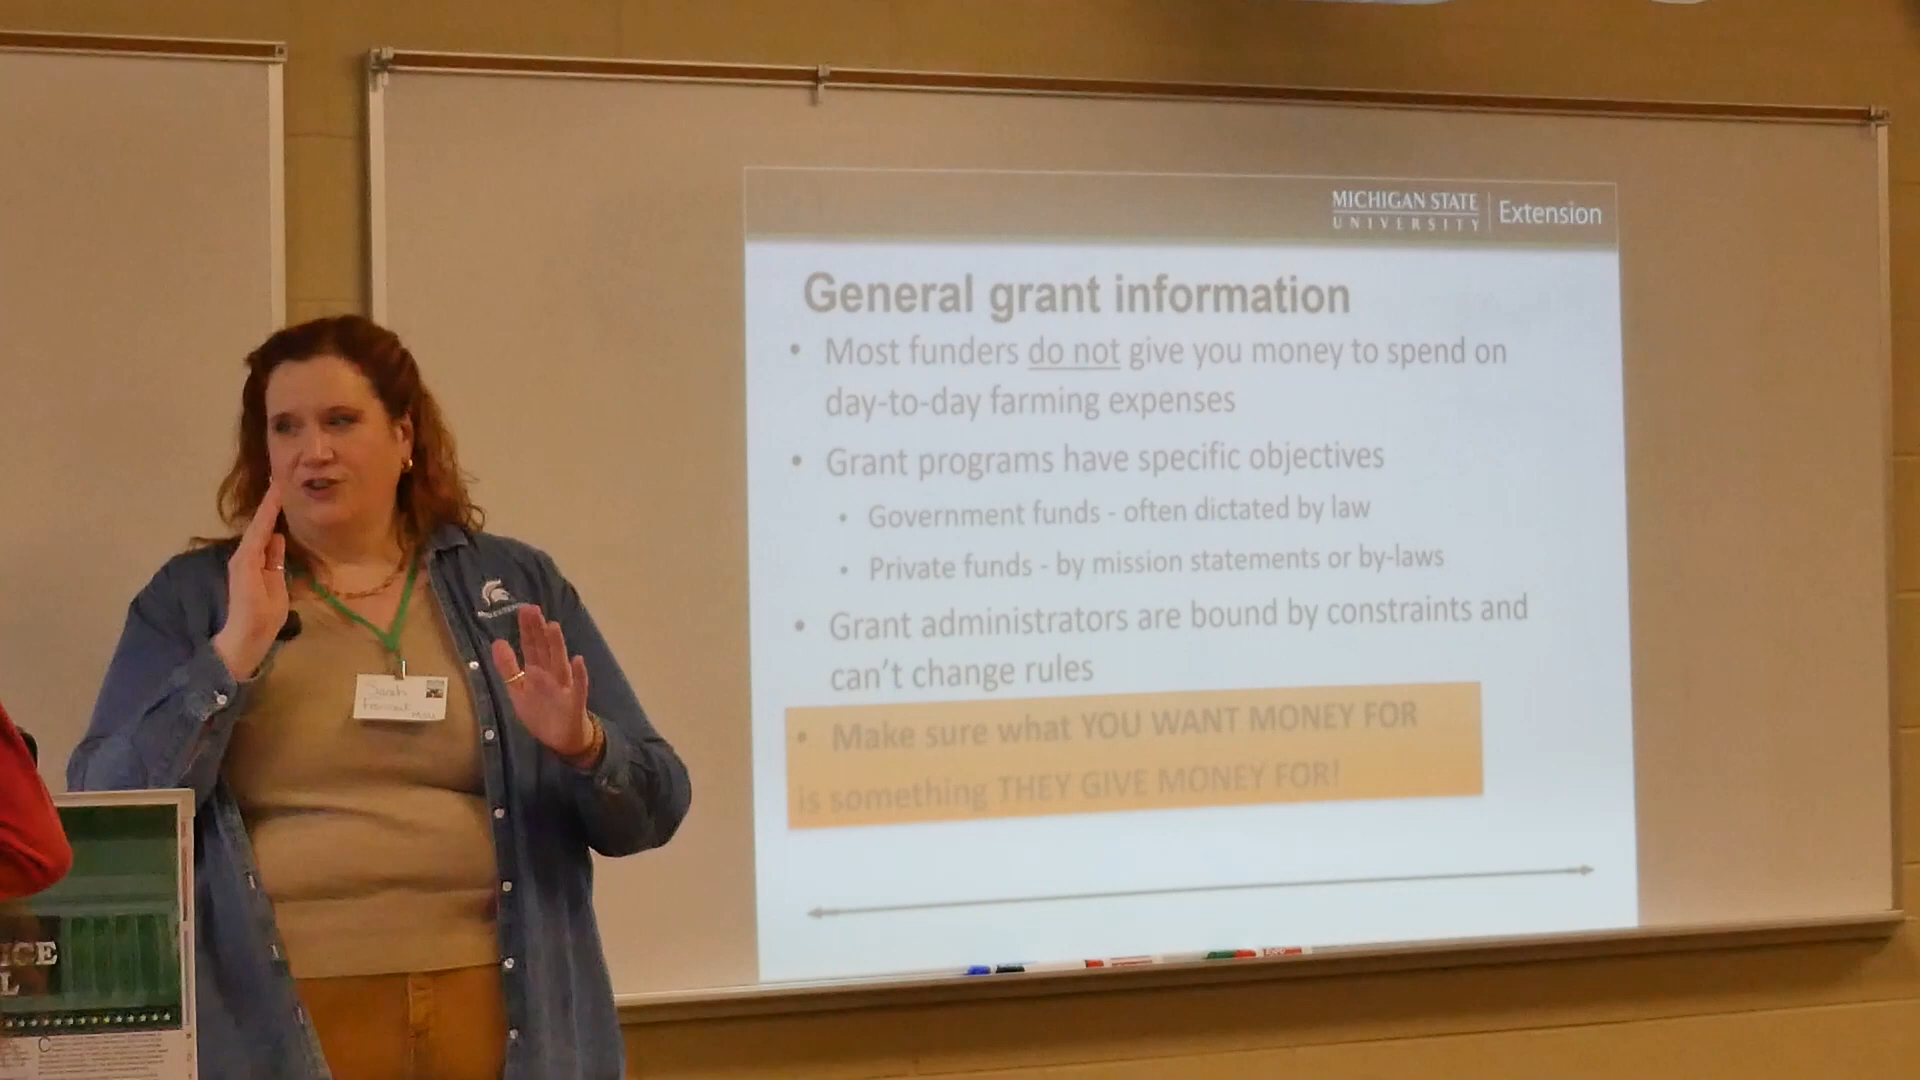 MICHIGAN STATE
UNIVERSITY
Extension
General grant information
• Most funders do not give you money to spend on
day-to-day farming expenses
• Grant programs have specific objectives
• Government funds - often dictated by law
• Private funds - by mission statements or by-laws
• Grant administrators are bound by constraints and
can't change rules
• Make sure what YOU WANT MONEY FOR
is something THEY GIVE MONEY FOR!
Sarah
MSU
ICE
L